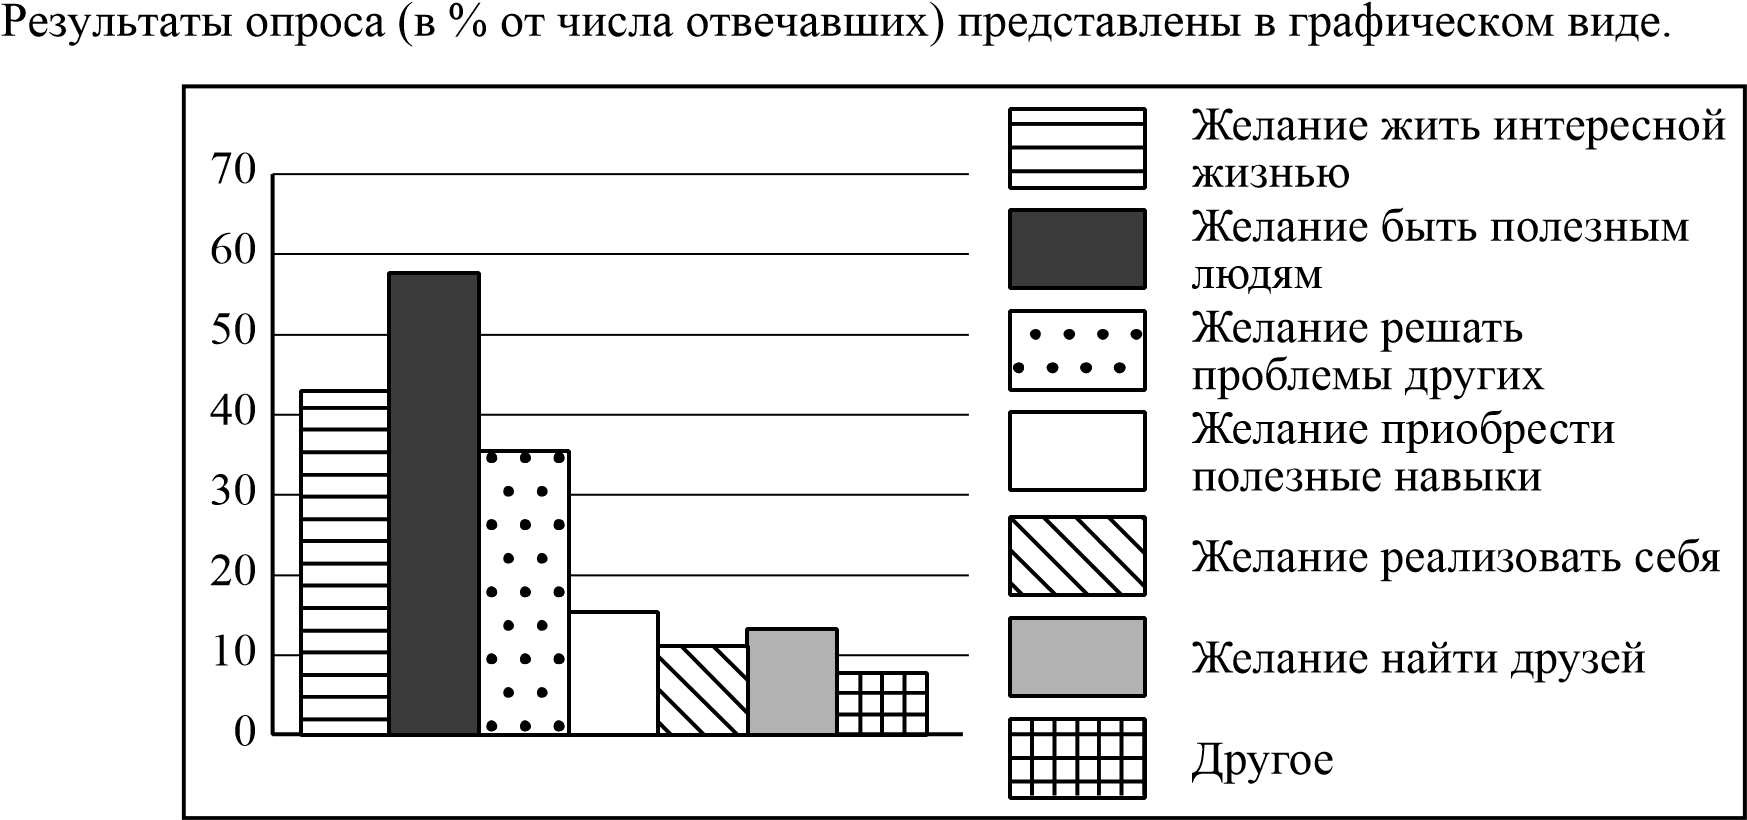 Результаты опроса (в % от числа отвечавших) представлены в графическом виде.
70
60
50
40
30
20
10
0
Желание жить интересной
жизнью
Желание быть полезным
людям
Желание решать
проблемы других
Желание приобрести
полезные навыки
Желание реализовать себя
Желание найти друзей
Другое